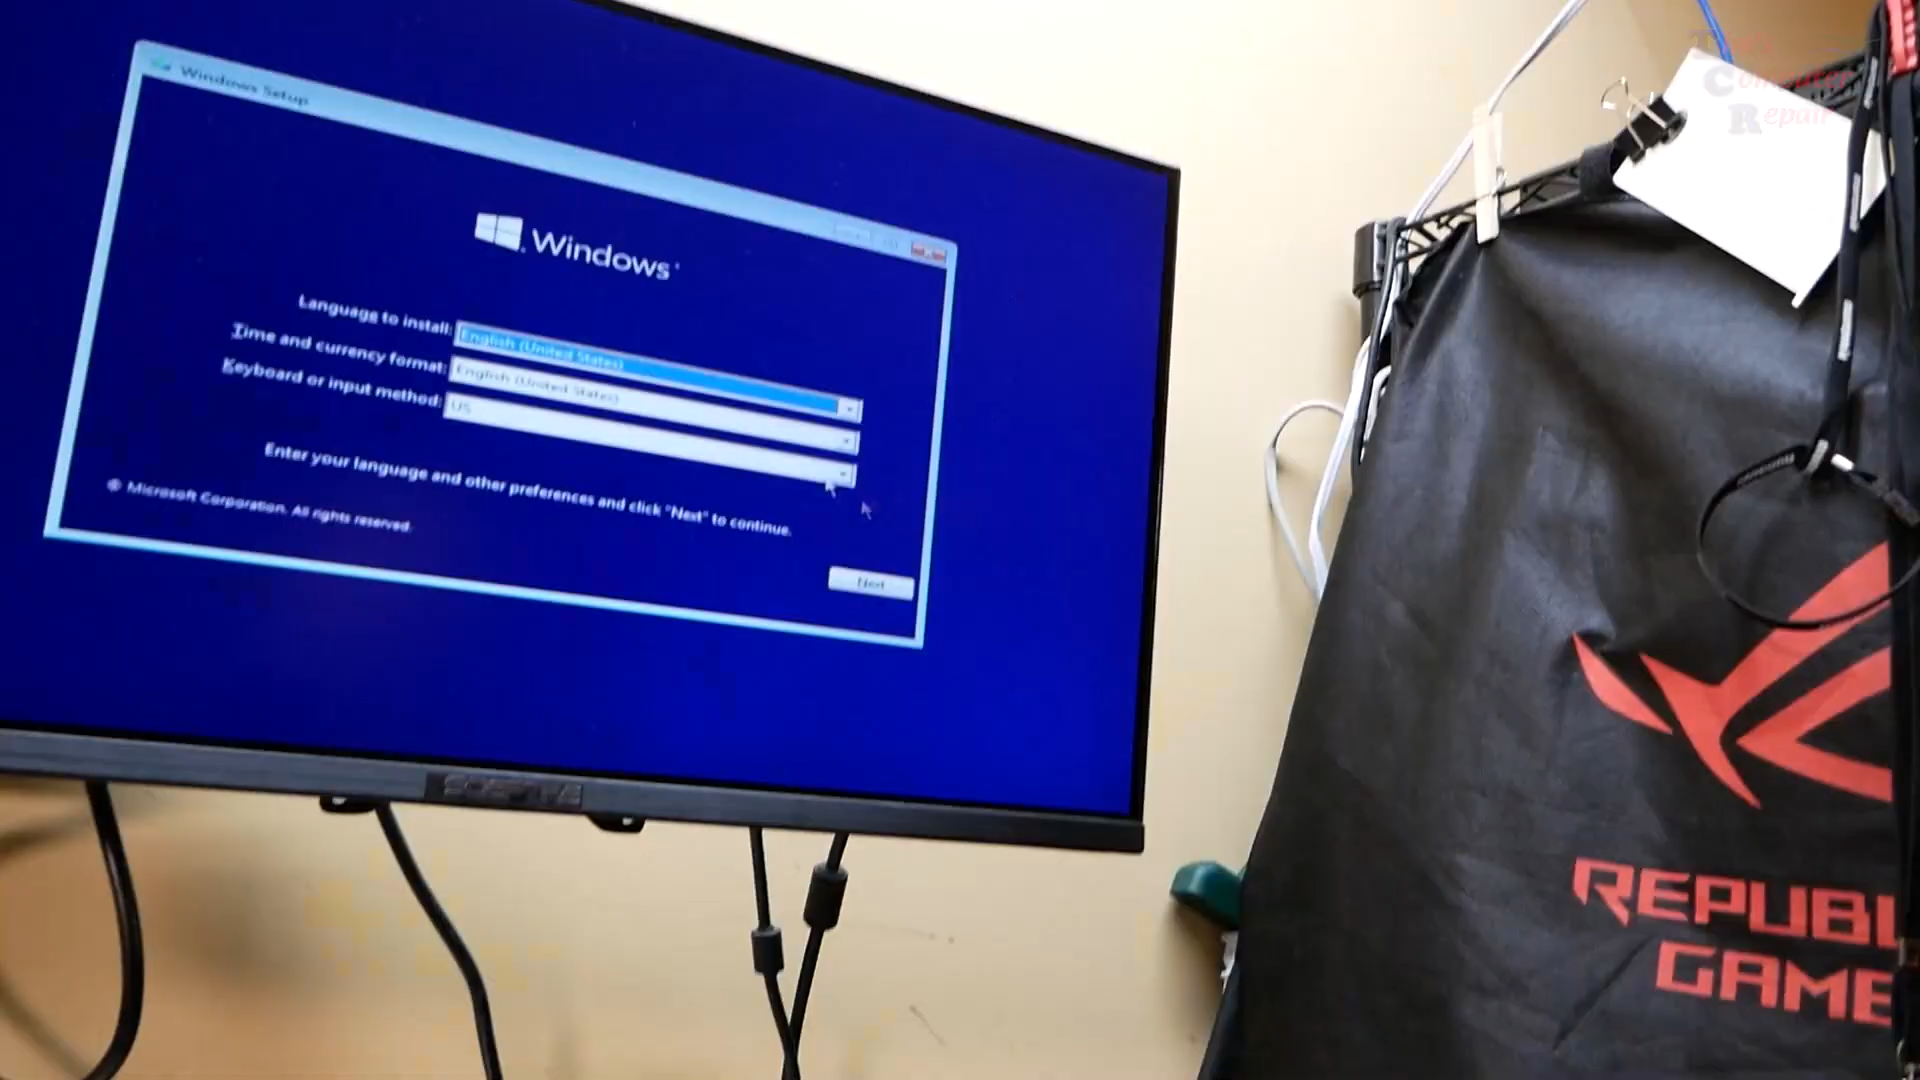 Windows Setup
Windows
Language to install: English (United States)
Time and currency format: English (United States)
Keyboard or input method: US
Enter your language and other preferences and click "Next" to continue.
© Microsoft Corporation. All rights reserved.
Next
Computer
Repair
REPUBL
GAME